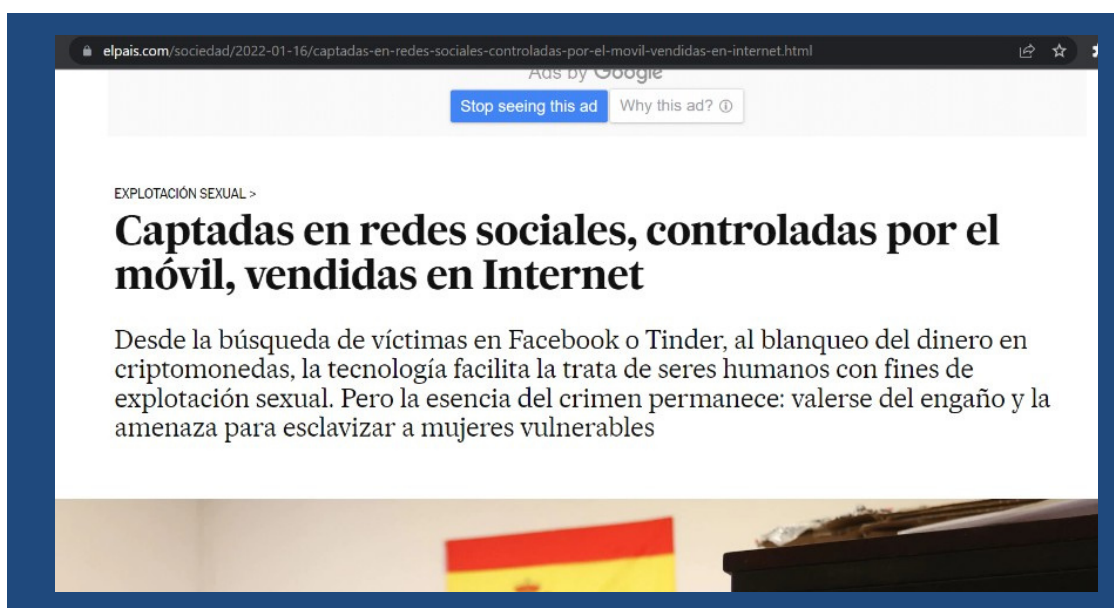 elpais.com/sociedad/2022-01-16/captadas-en-redes-sociales-controladas-por-el-movil-vendidas-en-internet.html
Ads by Google
Stop seeing this ad Why this ad?
EXPLOTACIÓN SEXUAL >
Captadas en redes sociales, controladas por el
móvil, vendidas en Internet
Desde la búsqueda de víctimas en Facebook o Tinder, al blanqueo del dinero en
criptomonedas, la tecnología facilita la trata de seres humanos con fines de
explotación sexual. Pero la esencia del crimen permanece: valerse del engaño y la
amenaza para esclavizar a mujeres vulnerables